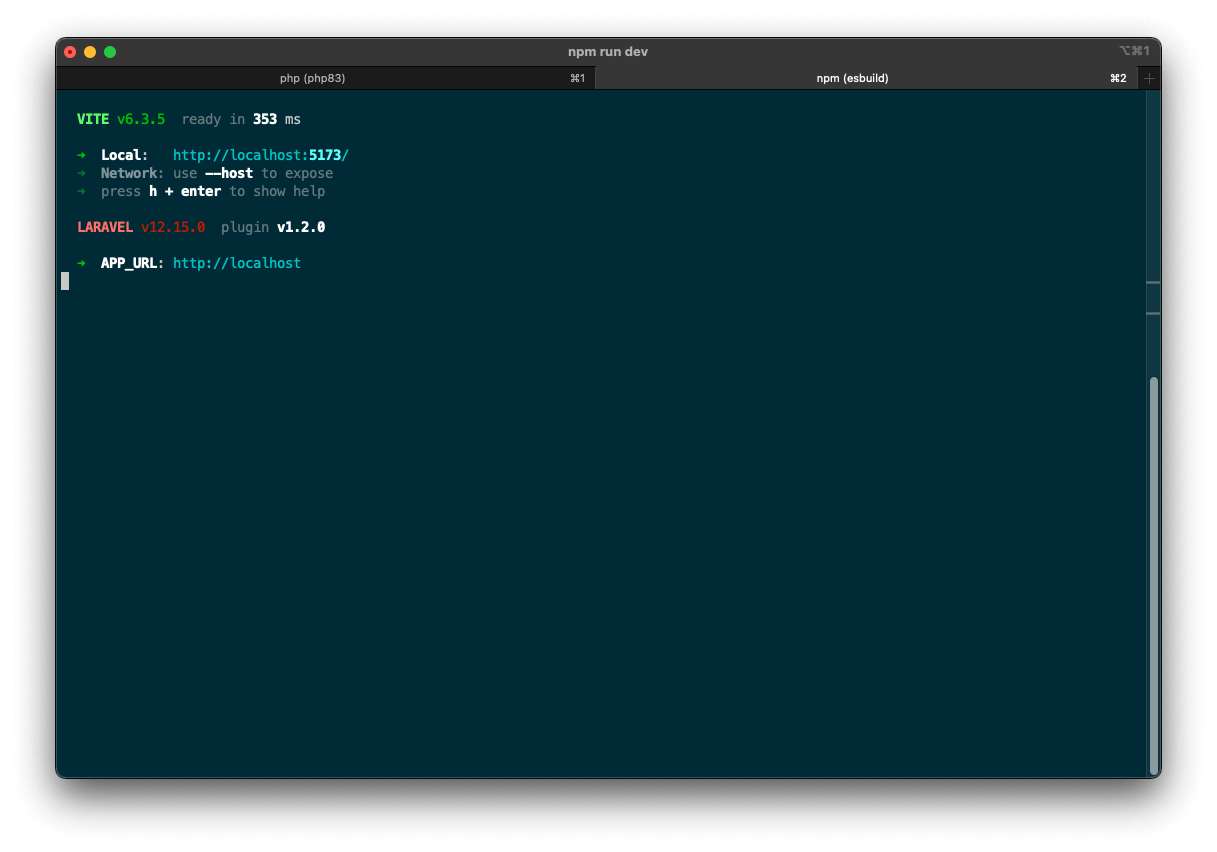 npm run dev
⌥⌘1
php (php83) ⌘1
npm (esbuild) ⌘2
VITE v6.3.5 ready in 353 ms
➜ Local: http://localhost:5173/
➜ Network: use --host to expose
➜ press h + enter to show help
LARAVEL v12.15.0 plugin v1.2.0
➜ APP_URL: http://localhost